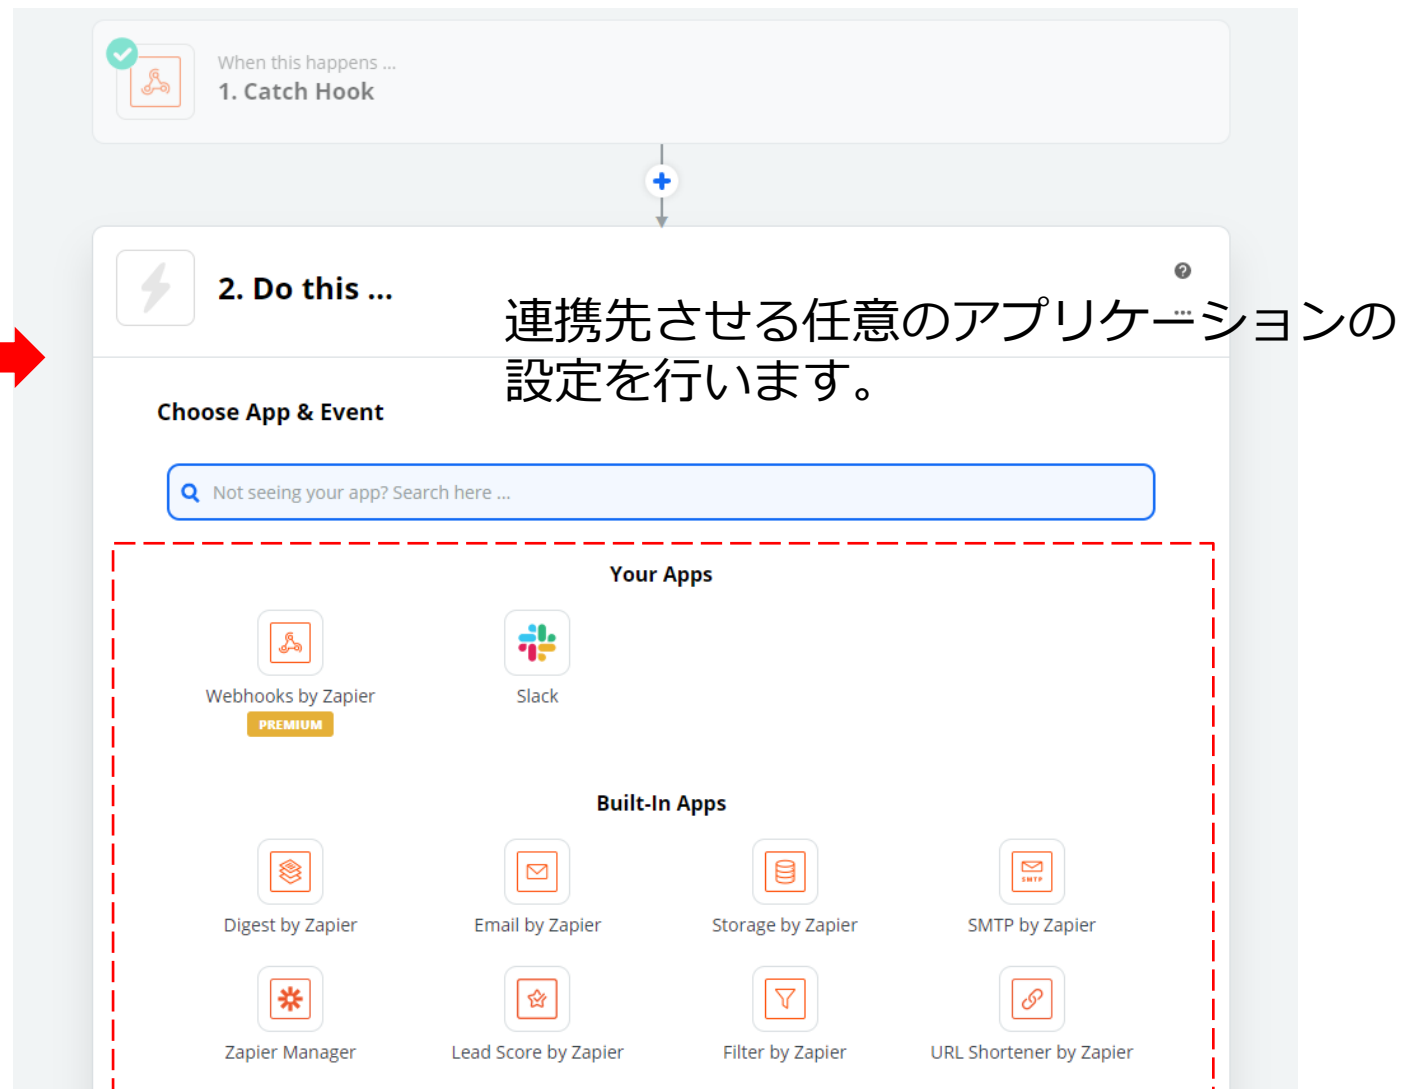 When this happens ...
1. Catch Hook
2. Do this ...
連携先させる任意のアプリケーションの
設定を行います。
Choose App & Event
Not seeing your app? Search here ...
Your Apps
Webhooks by Zapier
PREMIUM
Slack
Built-In Apps
Digest by Zapier
Email by Zapier
Storage by Zapier
SMTP
SMTP by Zapier
Zapier Manager
Lead Score by Zapier
Filter by Zapier
URL Shortener by Zapier